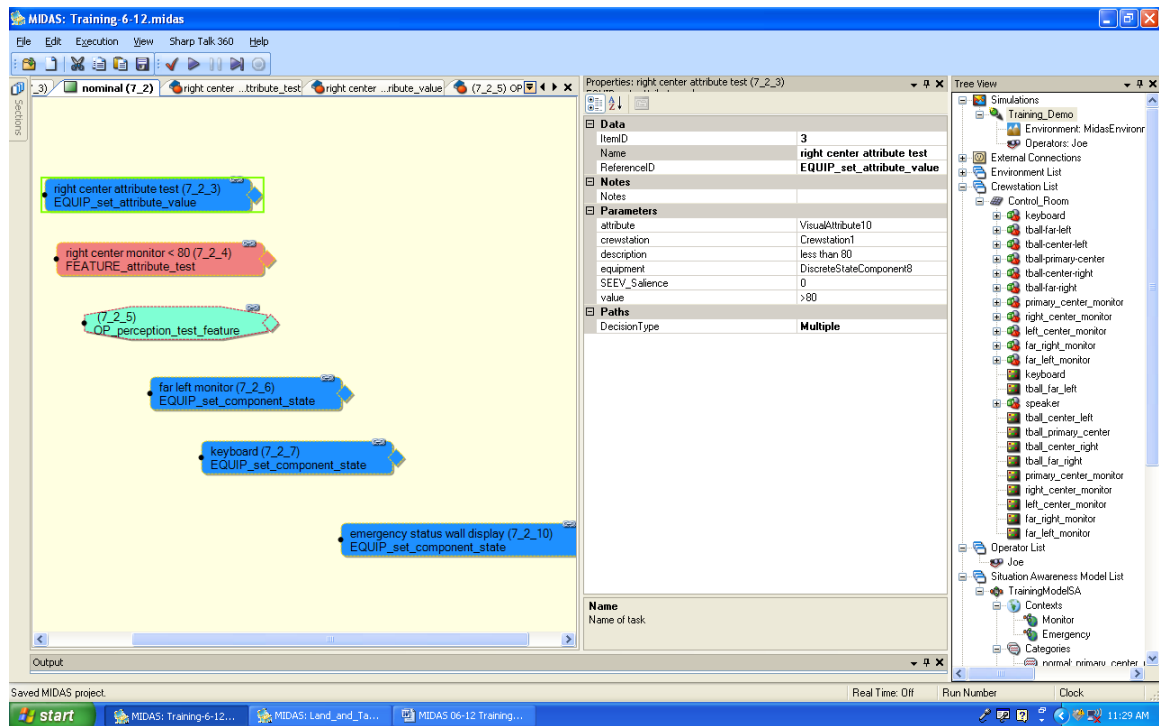 MIDAS: Training-6-12.midas
File Edit Execution View Sharp Talk 360 Help
Sections
_3) nominal (7_2) right center ...ttribute_test right center ...ribute_value (7_2_5) OP
right center attribute test (7_2_3)
EQUIP_set_attribute_value
right center monitor < 80 (7_2_4)
FEATURE_attribute_test
(7_2_5)
OP_perception_test_feature
far left monitor (7_2_6)
EQUIP_set_component_state
keyboard (7_2_7)
EQUIP_set_component_state
emergency status wall display (7_2_10)
EQUIP_set_component_state
Output
Properties: right center attribute test (7_2_3)
Data
ItemID 3
Name right center attribute test
ReferenceID EQUIP_set_attribute_value
Notes
Notes
Parameters
attribute VisualAttribute10
crewstation Crewstation1
description less than 80
equipment DiscreteStateComponent8
SEEV_Salience 0
value >80
Paths
DecisionType Multiple
Name
Name of task
Tree View
Simulations
Training_Demo
Environment: MidasEnvironr
Operators: Joe
External Connections
Environment List
Crewstation List
Control_Room
keyboard
tball-far-left
tball-center-left
tball-primary-center
tball-center-right
tball-far-right
primary_center_monitor
right_center_monitor
left_center_monitor
far_right_monitor
far_left_monitor
keyboard
tball_far_left
speaker
tball_center_left
tball_primary_center
tball_center_right
tball_far_right
primary_center_monitor
right_center_monitor
left_center_monitor
far_right_monitor
far_left_monitor
Operator List
Joe
Situation Awareness Model List
TrainingModelSA
Contexts
Monitor
Emergency
Categories
normal: primary_center_
Saved MIDAS project. Real Time: Off Run Number Clock
start MIDAS: Training-6-12... MIDAS: Land_and_Ta... MIDAS 06-12 Training... 11:29 AM